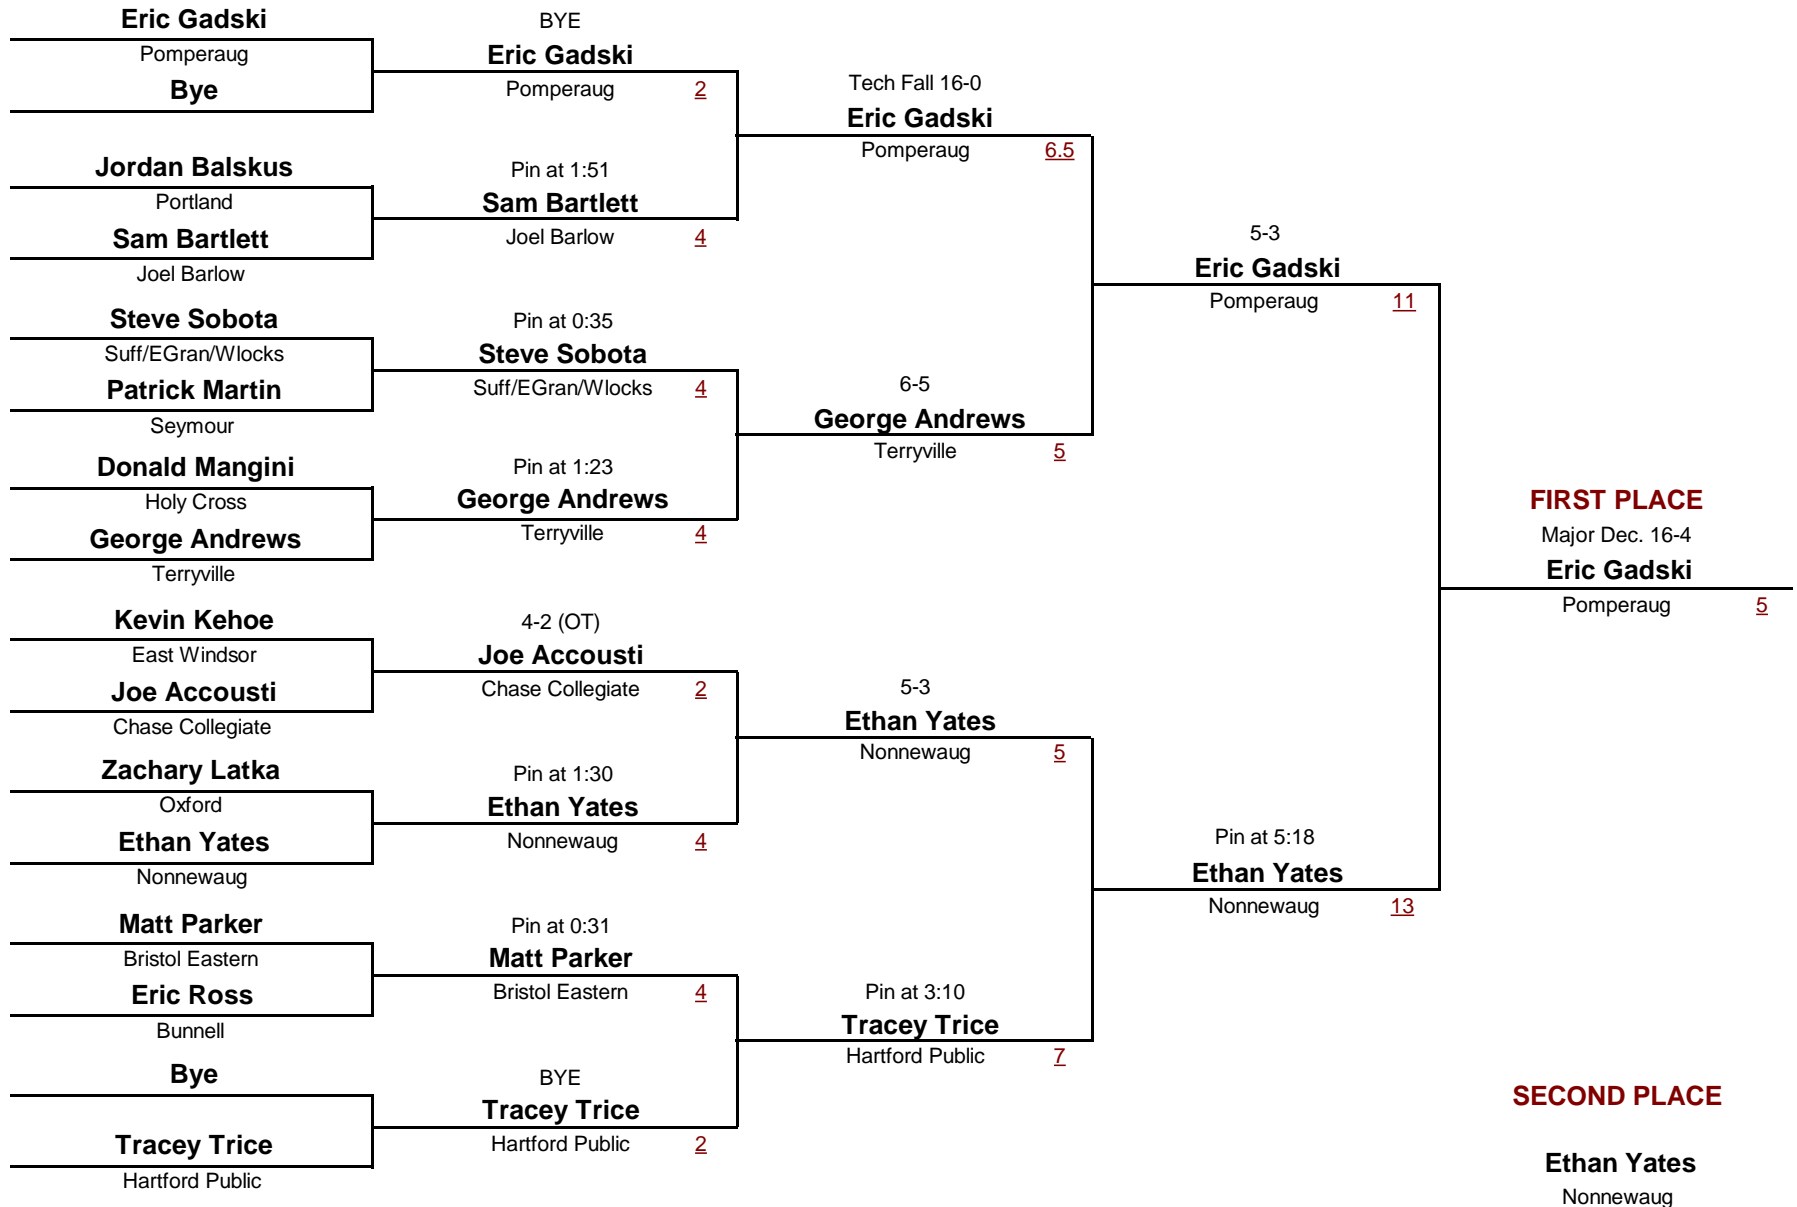 Eric Gadski
Pomperaug
Bye
Jordan Balskus
Portland
Sam Bartlett
Joel Barlow
Steve Sobota
Suff/EGran/Wlocks
Patrick Martin
Seymour
Donald Mangini
Holy Cross
George Andrews
Terryville
Kevin Kehoe
East Windsor
Joe Accousti
Chase Collegiate
Zachary Latka
Oxford
Ethan Yates
Nonnewaug
Matt Parker
Bristol Eastern
Eric Ross
Bunnell
Bye
Tracey Trice
Hartford Public
BYE
Eric Gadski
Pomperaug 2
Pin at 1:51
Sam Bartlett
Joel Barlow 4
Pin at 0:35
Steve Sobota
Suff/EGran/Wlocks 4
Pin at 1:23
George Andrews
Terryville 4
4-2 (OT)
Joe Accousti
Chase Collegiate 2
Pin at 1:30
Ethan Yates
Nonnewaug 4
Pin at 0:31
Matt Parker
Bristol Eastern 4
BYE
Tracey Trice
Hartford Public 2
Tech Fall 16-0
Eric Gadski
Pomperaug 6.5
6-5
George Andrews
Terryville 5
5-3
Ethan Yates
Nonnewaug 5
Pin at 3:10
Tracey Trice
Hartford Public 7
5-3
Eric Gadski
Pomperaug 11
Pin at 5:18
Ethan Yates
Nonnewaug 13
FIRST PLACE
Major Dec. 16-4
Eric Gadski
Pomperaug 5
SECOND PLACE
Ethan Yates
Nonnewaug